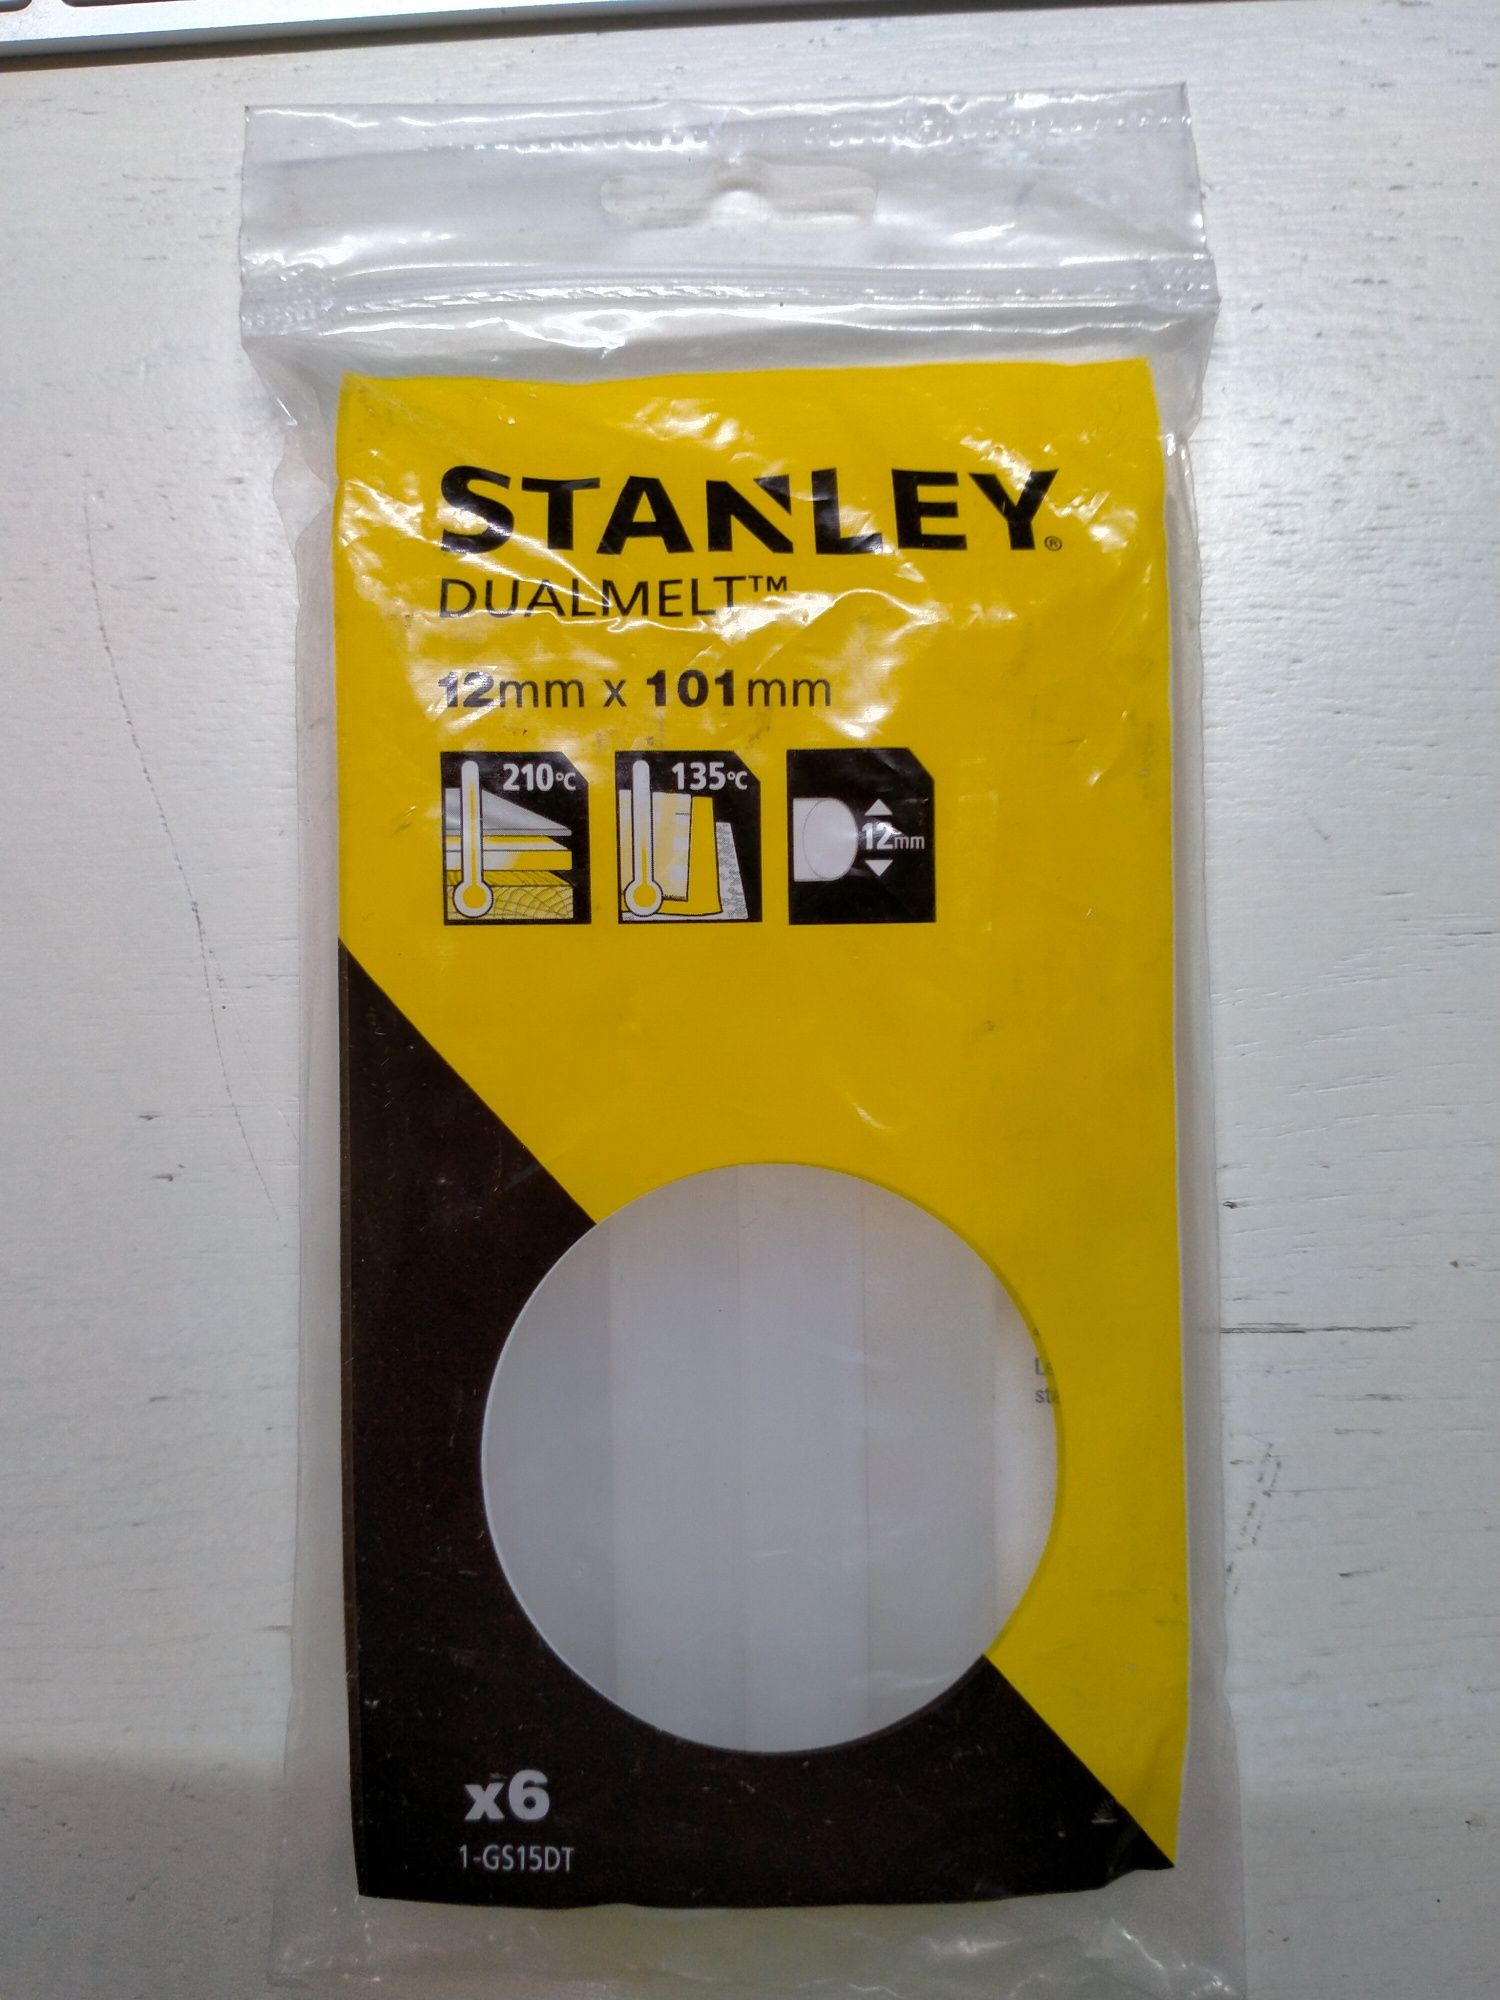 STANLEY®
DUALMELT™
12mm x 101mm
210°C
135°C
12mm
x6
1-GS15DT